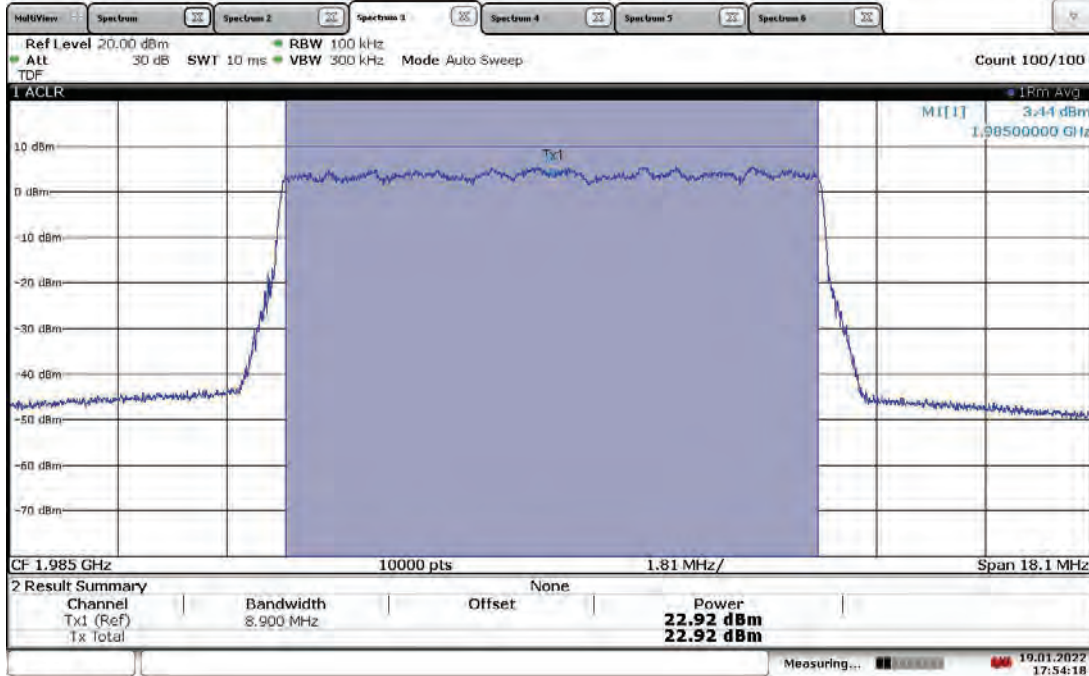 MultiView Spectrum Spectrum 2 Spectrum 3 Spectrum 4 Spectrum 5 Spectrum 6
Ref Level 20.00 dBm RBW 100 kHz
Att 30 dB SWT 10 ms VBW 300 kHz Mode Auto Sweep Count 100/100
TDF
1 ACLR 1Rm Avg
M1[1] 3.44 dBm
1.98500000 GHz
10 dBm
Tx1
0 dBm
-10 dBm
-20 dBm
-30 dBm
-40 dBm
-50 dBm
-60 dBm
-70 dBm
CF 1.985 GHz 10000 pts 1.81 MHz/ Span 18.1 MHz
2 Result Summary None
Channel Bandwidth Offset Power
Tx1 (Ref) 8.900 MHz 22.92 dBm
Tx Total 22.92 dBm
Measuring... 19.01.2022
17:54:18